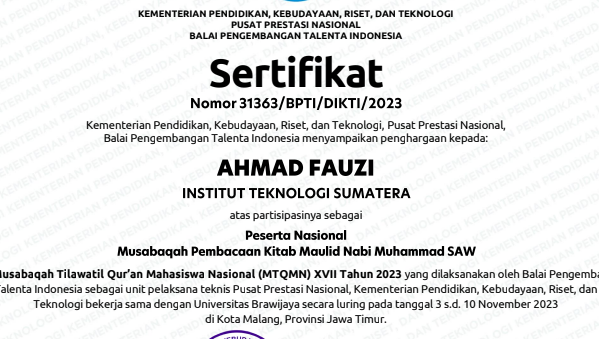 KEMENTERIAN PENDIDIKAN, KEBUDAYAAN, RISET, DAN TEKNOLOGI
PUSAT PRESTASI NASIONAL
BALAI PENGEMBANGAN TALENTA INDONESIA
Sertifikat
Nomor 31363/BPTI/DIKTI/2023
Kementerian Pendidikan, Kebudayaan, Riset, dan Teknologi, Pusat Prestasi Nasional,
Balai Pengembangan Talenta Indonesia menyampaikan penghargaan kepada:
AHMAD FAUZI
INSTITUT TEKNOLOGI SUMATERA
atas partisipasinya sebagai
Peserta Nasional
Musabaqah Pembacaan Kitab Maulid Nabi Muhammad SAW
Musabaqah Tilawatil Qur'an Mahasiswa Nasional (MTQMN) XVII Tahun 2023 yang dilaksanakan oleh Balai Pengemba
Talenta Indonesia sebagai unit pelaksana teknis Pusat Prestasi Nasional, Kementerian Pendidikan, Kebudayaan, Riset, dan
Teknologi bekerja sama dengan Universitas Brawijaya secara luring pada tanggal 3 s.d. 10 November 2023
di Kota Malang, Provinsi Jawa Timur.